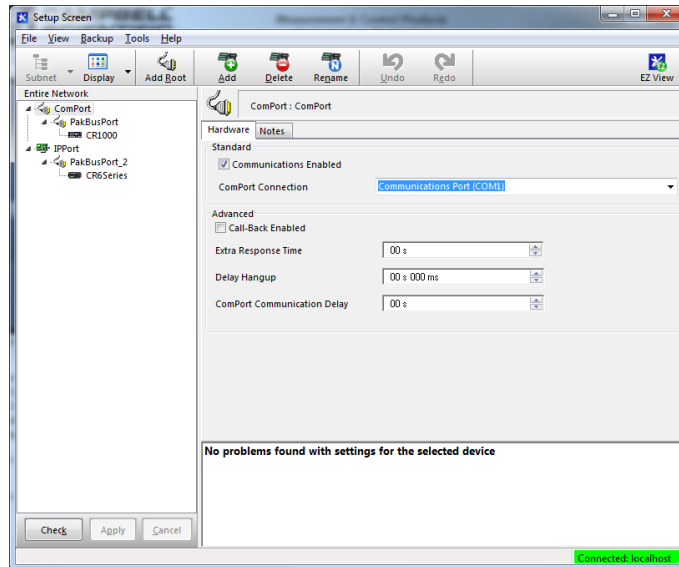 Setup Screen
Measurement & Control Products
File View Backup Tools Help
Subnet Display Add Root Add Delete Rename Undo Redo EZ View
Entire Network
ComPort
PakBusPort
CR1000
IPPort
PakBusPort_2
CR6Series
ComPort : ComPort
Hardware Notes
Standard
Communications Enabled
ComPort Connection Communications Port (COM1)
Advanced
Call-Back Enabled
Extra Response Time 00 s
Delay Hangup 00 s 000 ms
ComPort Communication Delay 00 s
No problems found with settings for the selected device
Check Apply Cancel
Connected: localhost